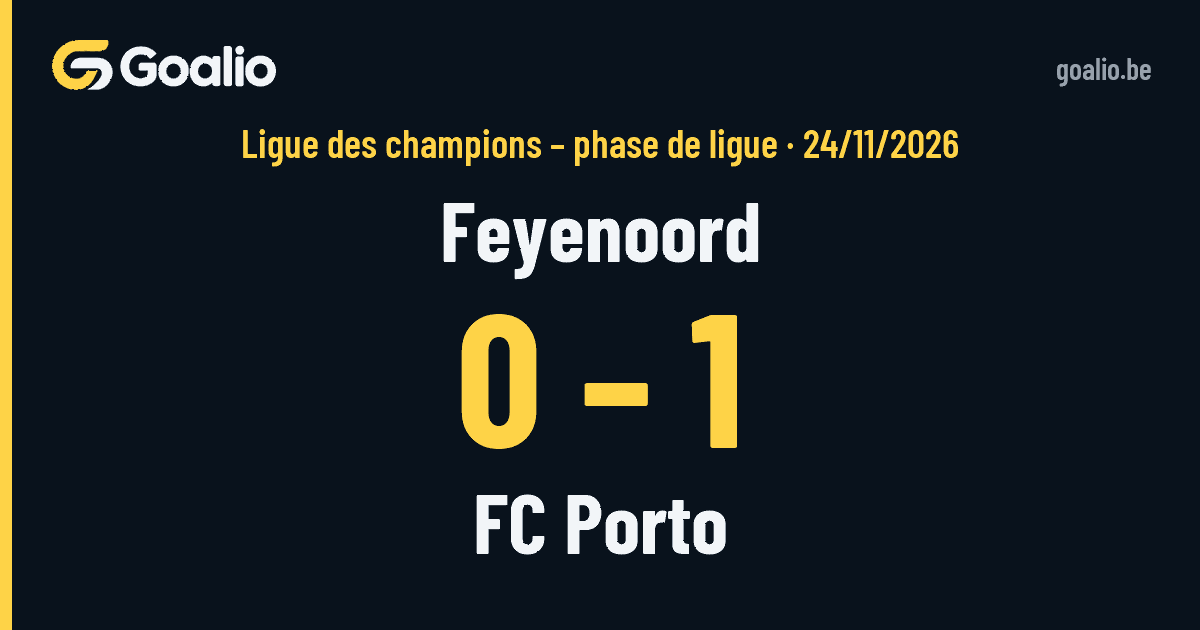 Goalio
goalio.be
Ligue des champions – phase de ligue · 24/11/2026
Feyenoord
0 – 1
FC Porto